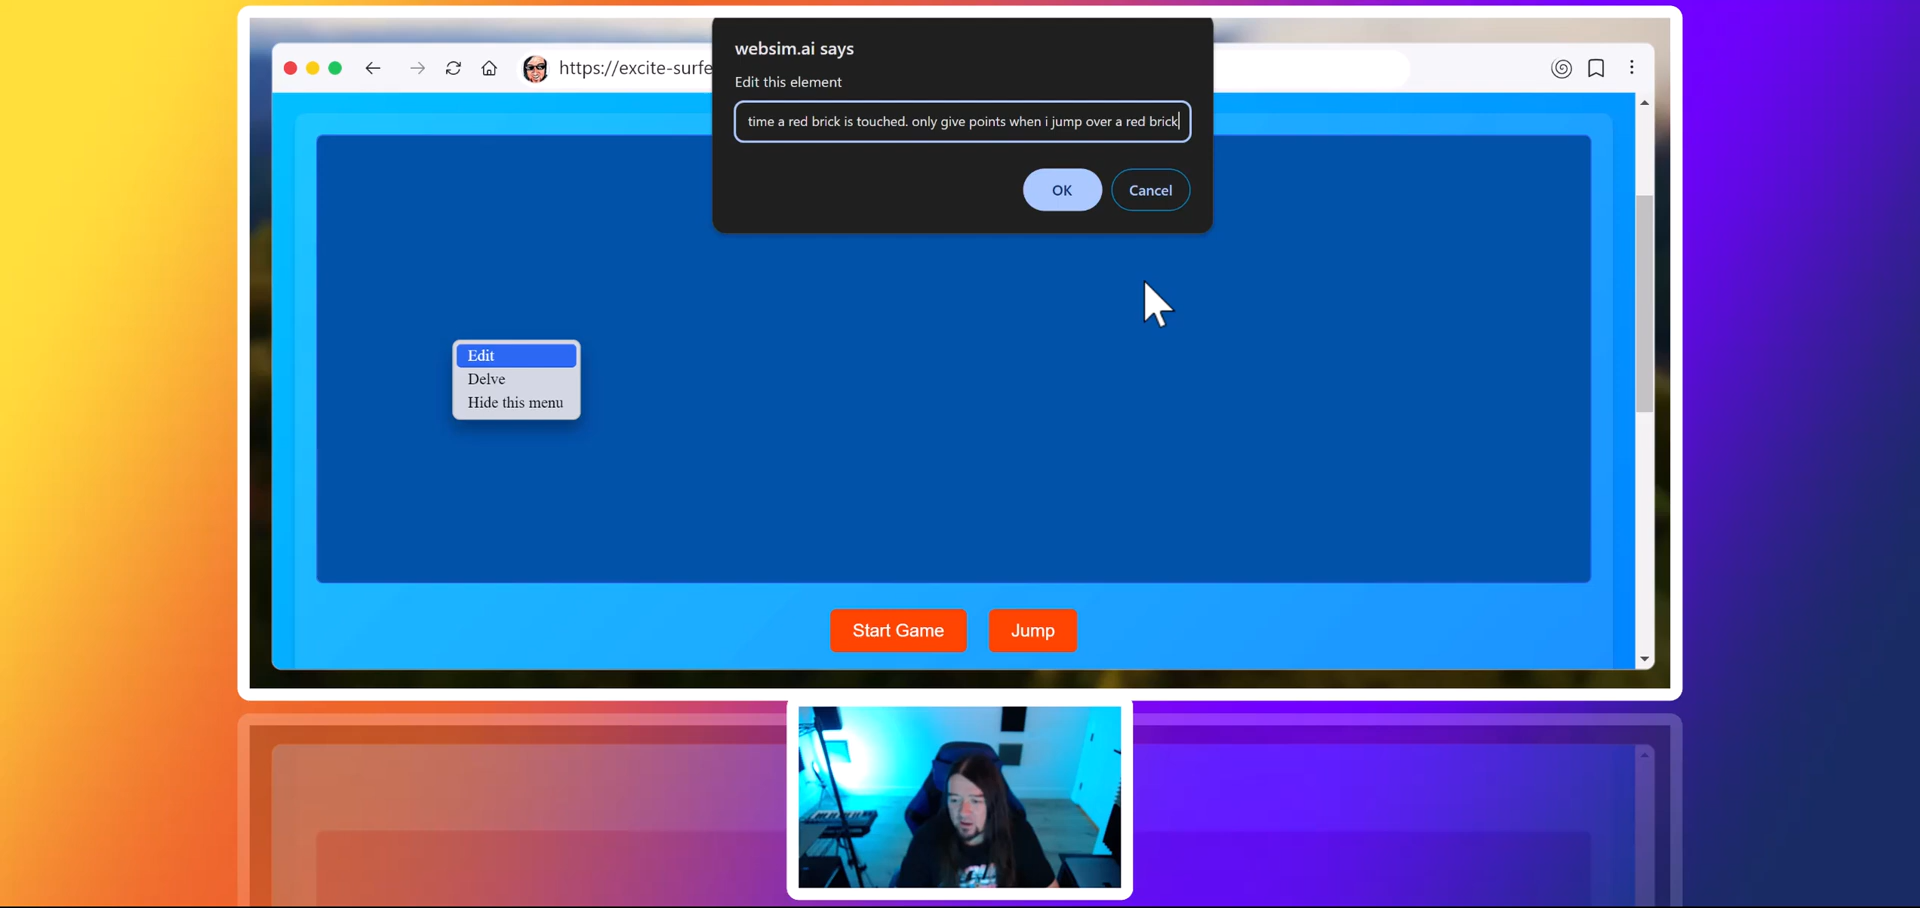 websim.ai says
https://excite-surfe
Edit this element
time a red brick is touched. only give points when i jump over a red brick
OK
Cancel
Edit
Delve
Hide this menu
Start Game
Jump